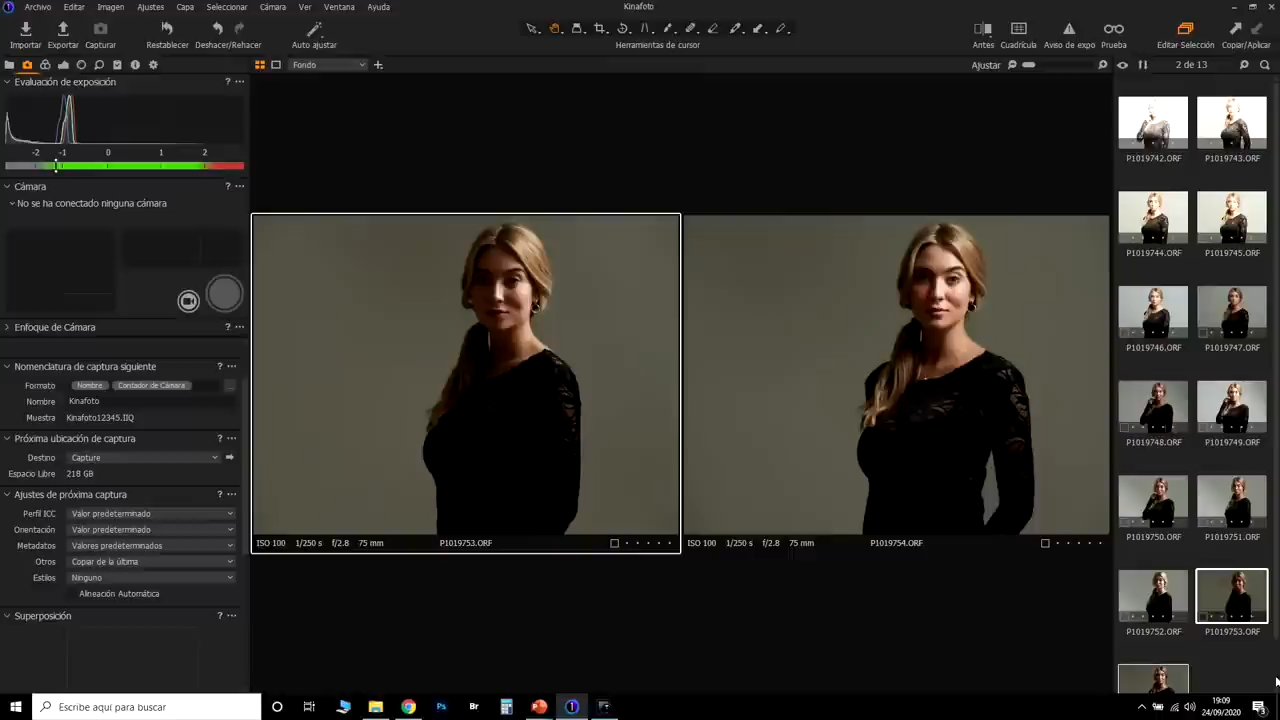 Kinafoto
Archivo Editar Imagen Ajustes Capa Seleccionar Cámara Ver Ventana Ayuda
Importar Exportar Capturar Restablecer Deshacer/Rehacer Auto ajustar Herramientas de cursor Antes Cuadrícula Aviso de expo Prueba Editar Selección Copiar/Aplicar
Fondo Ajustar 2 de 13
Evaluación de exposición ?
-2 -1 0 1 2
Cámara ?
No se ha conectado ninguna cámara
Enfoque de Cámara ?
Nomenclatura de captura siguiente ?
Formato Nombre Contador de Cámara
Nombre Kinafoto
Muestra Kinafoto12345.IIQ
Próxima ubicación de captura ?
Destino Capture
Espacio Libre 218 GB
Ajustes de próxima captura ?
Perfil ICC Valor predeterminado
Orientación Valor predeterminado
Metadatos Valores predeterminados
Otros Copiar de la última
Estilos Ninguno
Alineación Automática
Superposición ?
ISO 100 1/250 s f/2.8 75 mm P1019753.ORF
ISO 100 1/250 s f/2.8 75 mm P1019754.ORF
P1019742.ORF P1019743.ORF
P1019744.ORF P1019745.ORF
P1019746.ORF P1019747.ORF
P1019748.ORF P1019749.ORF
P1019750.ORF P1019751.ORF
P1019752.ORF P1019753.ORF
Escribe aquí para buscar
Ps Br
19:09
24/09/2020
3